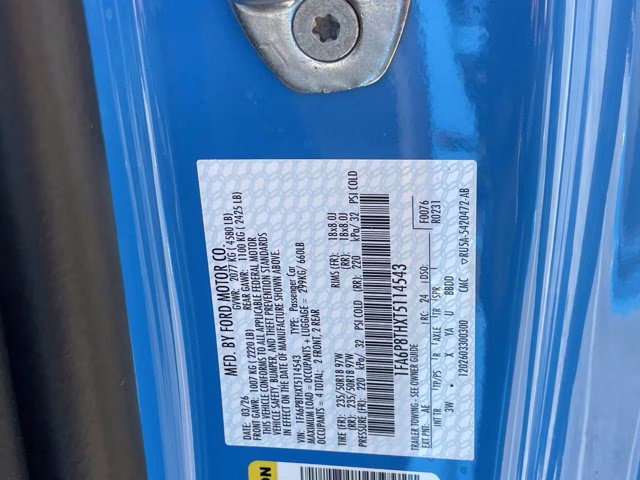 MFD. BY FORD MOTOR CO.
DATE: 03/26 GVWR: 2077 KG ( 4580 LB)
FRONT GAWR: 1007 KG ( 2220 LB) REAR GAWR: 1100 KG ( 2425 LB)
THIS VEHICLE CONFORMS TO ALL APPLICABLE FEDERAL MOTOR
VEHICLE SAFETY, BUMPER, AND THEFT PREVENTION STANDARDS
IN EFFECT ON THE DATE OF MANUFACTURE SHOWN ABOVE.
VIN: 1FA6P8THXT5114543 TYPE: Passenger Car
MAXIMUM LOAD = OCCUPANTS + LUGGAGE = 299KG/ 660LB
OCCUPANTS = 4 TOTAL: 2 FRONT, 2 REAR
TIRE (FR): 235/50R18 97W RIMS (FR): 18x8.0J
(RR): 235/50R18 97W (RR): 18x8.0J
PRESSURE (FR): 220 kPa/ 32 PSI COLD (RR): 220 kPa/ 32 PSI COLD
1FA6P8THXT5114543
TRAILER TOWING - SEE OWNER GUIDE F0076
EXT PNT: AE RC: 24 DSO: R0231
INT TR TP/PS R AXLE TR SPR
3W • X YA U BBDD
120260330300 CMC ▽RU5A-5420472-AB
ON